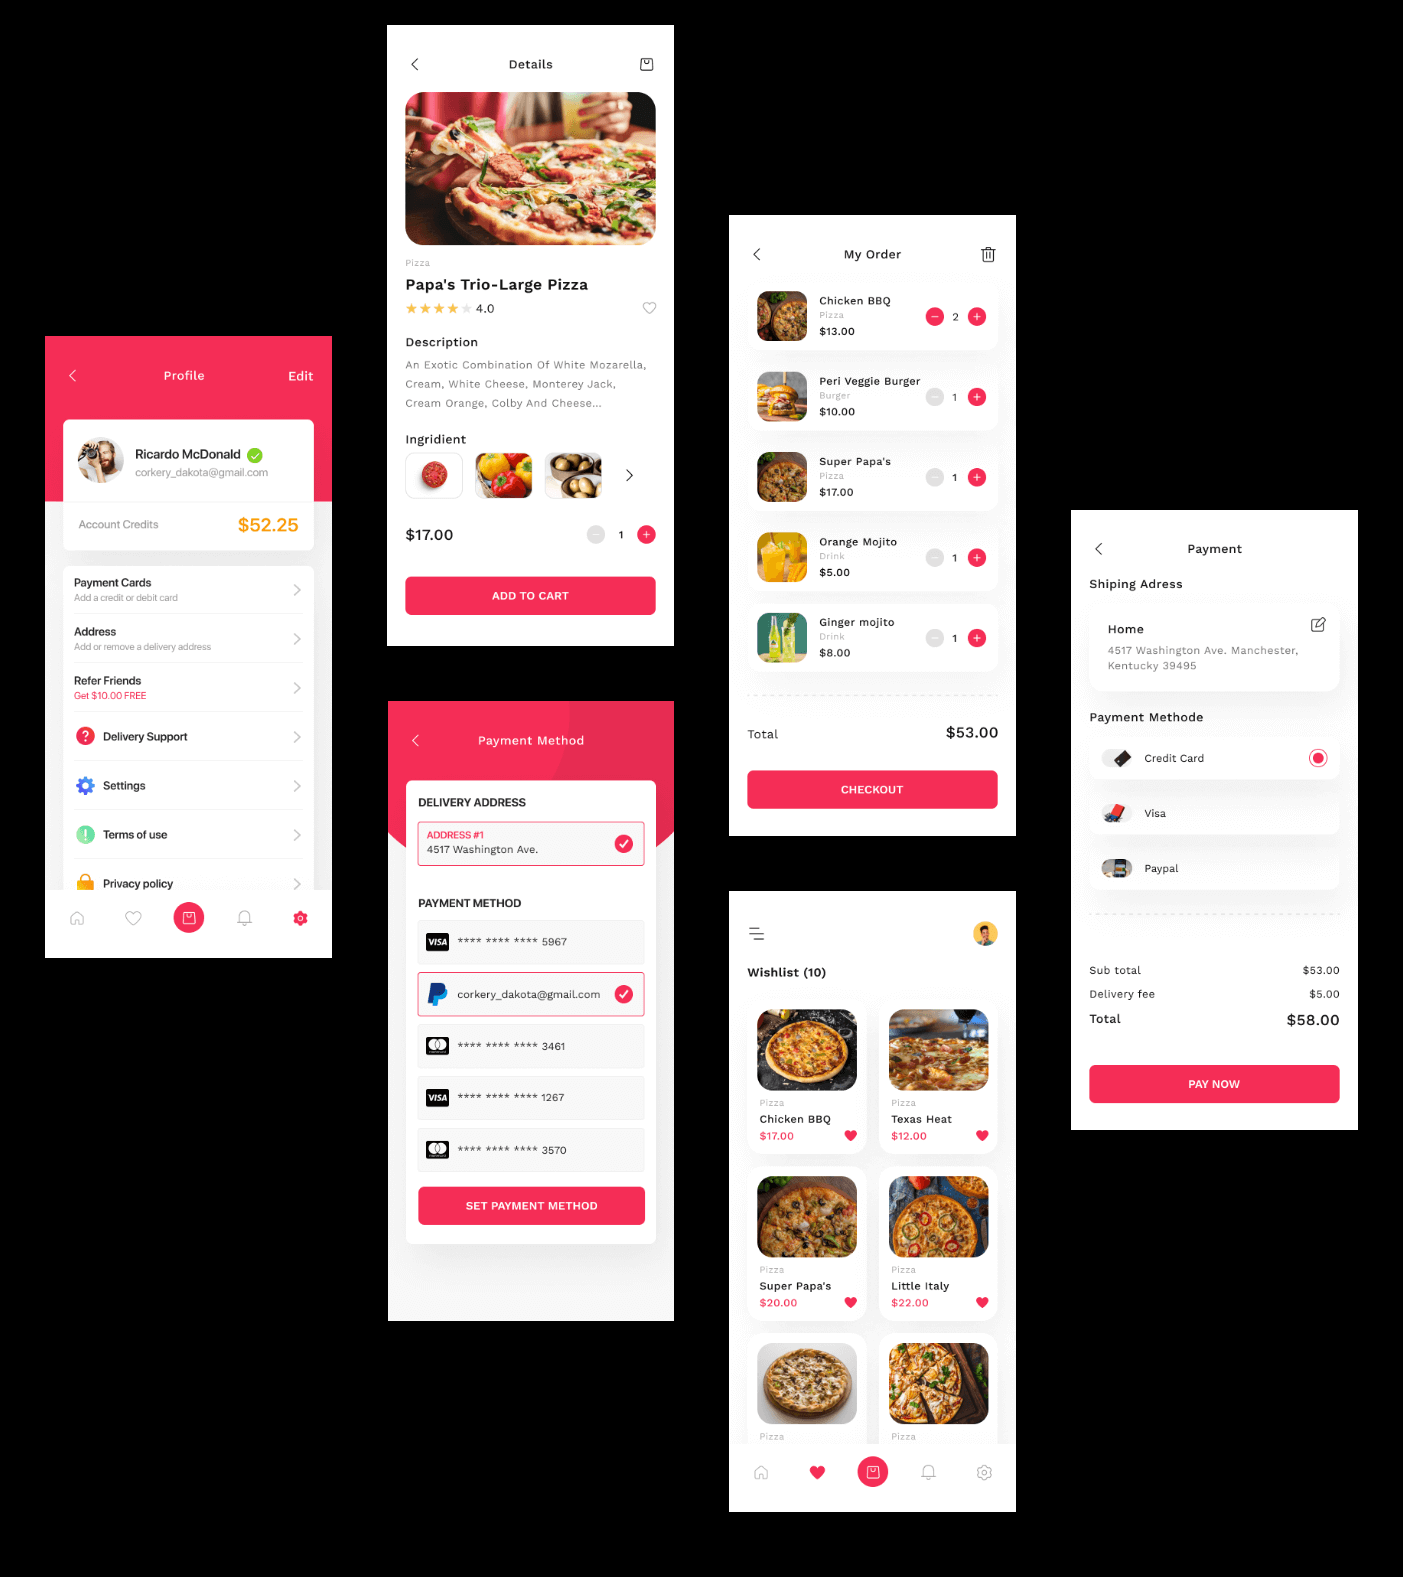 Profile
Edit
Ricardo McDonald
corkery_dakota@gmail.com
Account Credits
$52.25
Payment Cards
Add a credit or debit card
Address
Add or remove a delivery address
Refer Friends
Get $10.00 FREE
Delivery Support
Settings
Terms of use
Privacy policy
Details
Pizza
Papa's Trio-Large Pizza
4.0
Description
An Exotic Combination Of White Mozarella,
Cream, White Cheese, Monterey Jack,
Cream Orange, Colby And Cheese...
Ingridient
$17.00
1
ADD TO CART
Payment Method
DELIVERY ADDRESS
ADDRESS #1
4517 Washington Ave.
PAYMENT METHOD
VISA **** **** **** 5967
corkery_dakota@gmail.com
**** **** **** 3461
VISA **** **** **** 1267
**** **** **** 3570
SET PAYMENT METHOD
My Order
Chicken BBQ
Pizza
$13.00
2
Peri Veggie Burger
Burger
$10.00
1
Super Papa's
Pizza
$17.00
1
Orange Mojito
Drink
$5.00
1
Ginger mojito
Drink
$8.00
1
Total
$53.00
CHECKOUT
Wishlist (10)
Pizza
Chicken BBQ
$17.00
Pizza
Texas Heat
$12.00
Pizza
Super Papa's
$20.00
Pizza
Little Italy
$22.00
Pizza
Pizza
Payment
Shiping Adress
Home
4517 Washington Ave. Manchester,
Kentucky 39495
Payment Methode
Credit Card
Visa
Paypal
Sub total
$53.00
Delivery fee
$5.00
Total
$58.00
PAY NOW